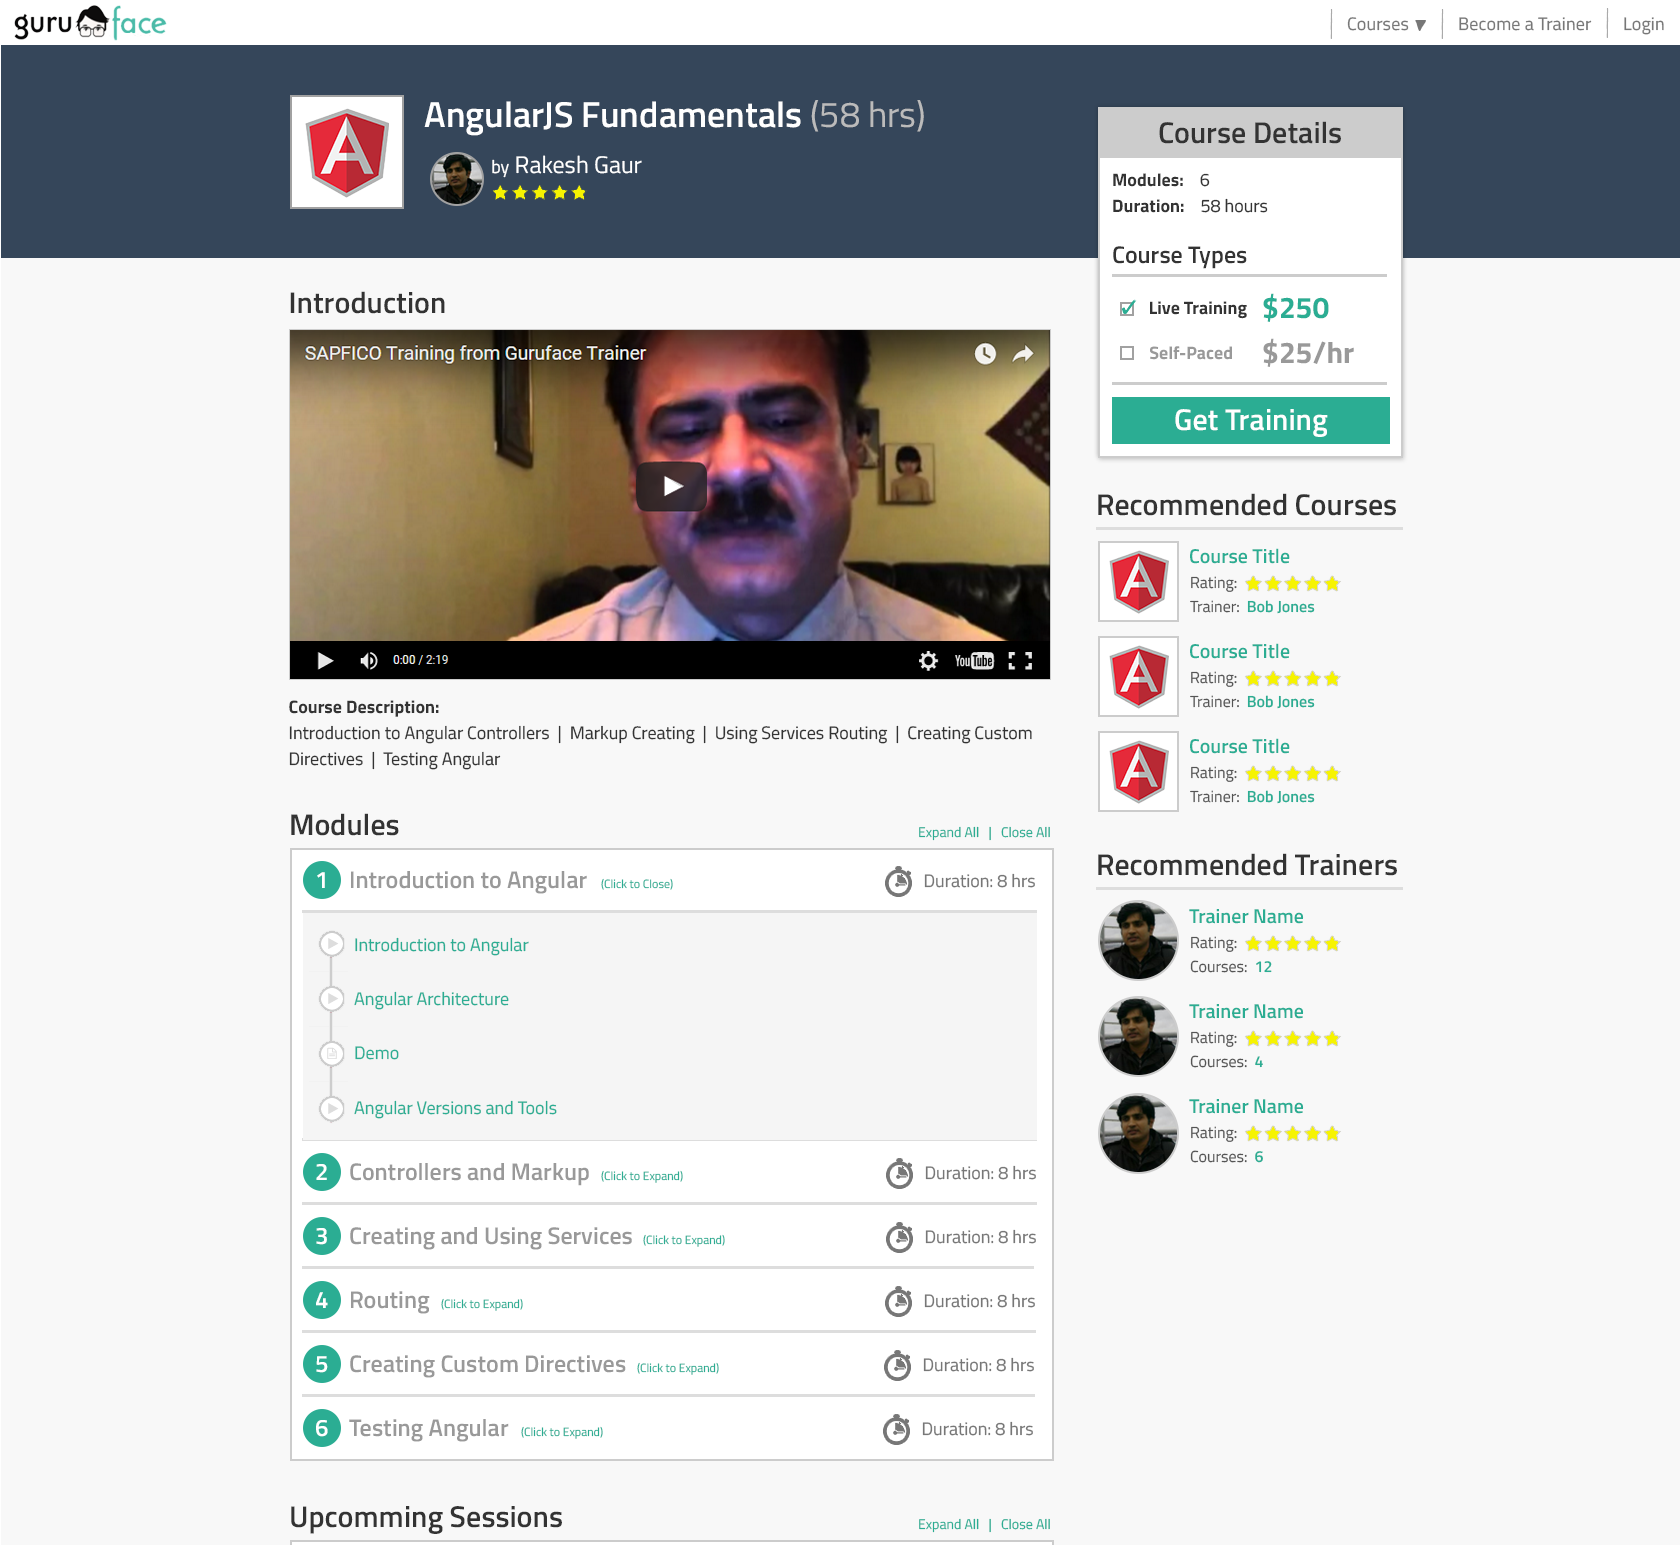 guru face
Courses ▼
Become a Trainer
Login
AngularJS Fundamentals (58 hrs)
by Rakesh Gaur
Course Details
Modules: 6
Duration: 58 hours
Course Types
Live Training $250
Self-Paced $25/hr
Get Training
Introduction
SAPFICO Training from Guruface Trainer
0:00 / 2:19
YouTube
Course Description:
Introduction to Angular Controllers | Markup Creating | Using Services Routing | Creating Custom
Directives | Testing Angular
Modules
Expand All | Close All
1 Introduction to Angular (Click to Close) Duration: 8 hrs
Introduction to Angular
Angular Architecture
Demo
Angular Versions and Tools
2 Controllers and Markup (Click to Expand) Duration: 8 hrs
3 Creating and Using Services (Click to Expand) Duration: 8 hrs
4 Routing (Click to Expand) Duration: 8 hrs
5 Creating Custom Directives (Click to Expand) Duration: 8 hrs
6 Testing Angular (Click to Expand) Duration: 8 hrs
Upcomming Sessions
Expand All | Close All
Recommended Courses
Course Title
Rating:
Trainer: Bob Jones
Course Title
Rating:
Trainer: Bob Jones
Course Title
Rating:
Trainer: Bob Jones
Recommended Trainers
Trainer Name
Rating:
Courses: 12
Trainer Name
Rating:
Courses: 4
Trainer Name
Rating:
Courses: 6